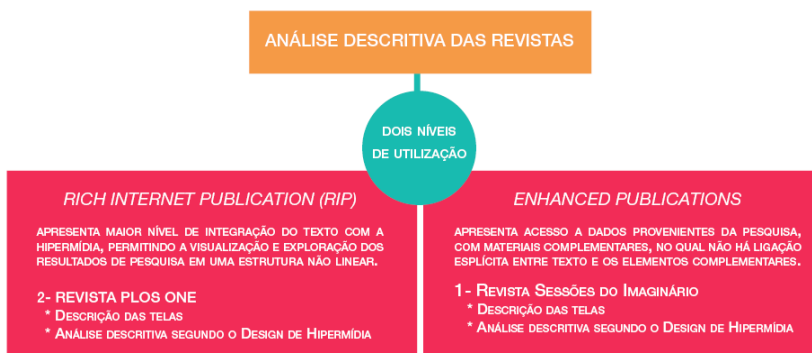 ANÁLISE DESCRITIVA DAS REVISTAS
DOIS NÍVEIS
DE UTILIZAÇÃO
RICH INTERNET PUBLICATION (RIP)
APRESENTA MAIOR NÍVEL DE INTEGRAÇÃO DO TEXTO COM A
HIPERMÍDIA, PERMITINDO A VISUALIZAÇÃO E EXPLORAÇÃO DOS
RESULTADOS DE PESQUISA EM UMA ESTRUTURA NÃO LINEAR.
2- REVISTA PLOS ONE
* DESCRIÇÃO DAS TELAS
* ANÁLISE DESCRITIVA SEGUNDO O DESIGN DE HIPERMÍDIA
ENHANCED PUBLICATIONS
APRESENTA ACESSO A DADOS PROVENIENTES DA PESQUISA,
COM MATERIAIS COMPLEMENTARES, NO QUAL NÃO HÁ LIGAÇÃO
ESPLÍCITA ENTRE TEXTO E OS ELEMENTOS COMPLEMENTARES.
1- REVISTA SESSÕES DO IMAGINÁRIO
* DESCRIÇÃO DAS TELAS
* ANÁLISE DESCRITIVA SEGUNDO O DESIGN DE HIPERMÍDIA